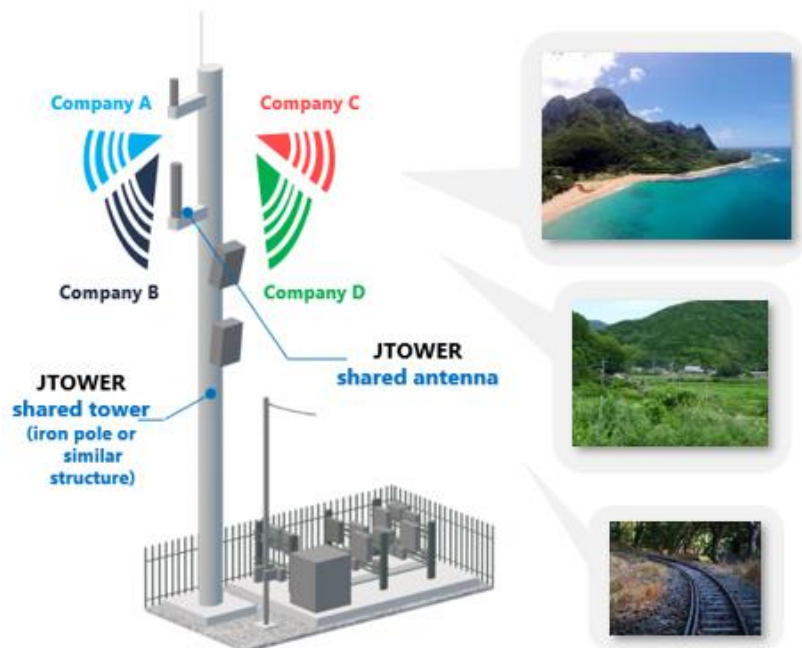 Company A
Company C
Company B
Company D
JTOWER
shared antenna
JTOWER
shared tower
(iron pole or
similar
structure)